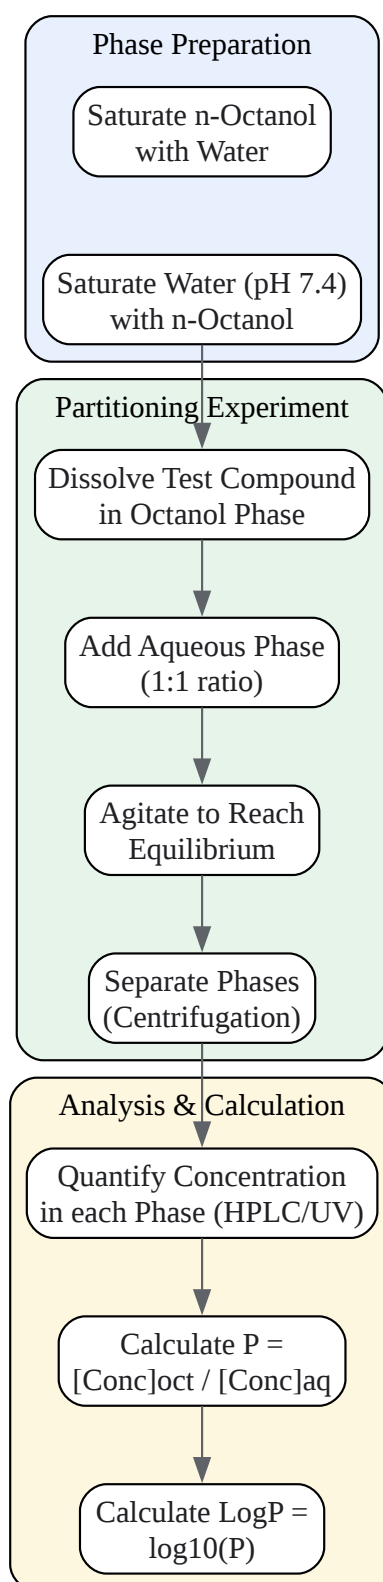 Phase Preparation
Saturate n-Octanol
with Water
Saturate Water (pH 7.4)
with n-Octanol
Partitioning Experiment
Dissolve Test Compound
in Octanol Phase
Add Aqueous Phase
(1:1 ratio)
Agitate to Reach
Equilibrium
Separate Phases
(Centrifugation)
Analysis & Calculation
Quantify Concentration
in each Phase (HPLC/UV)
Calculate P =
[Conc]oct / [Conc]aq
Calculate LogP =
log10(P)